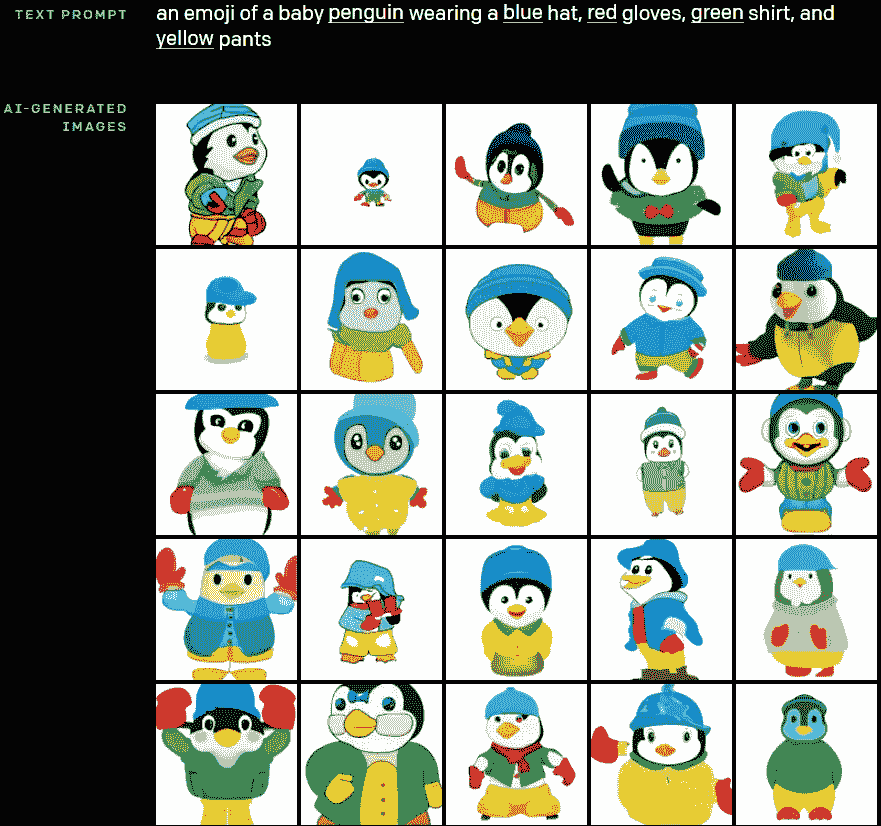 TEXT PROMPT
an emoji of a baby penguin wearing a blue hat, red gloves, green shirt, and
yellow pants
AI-GENERATED
IMAGES